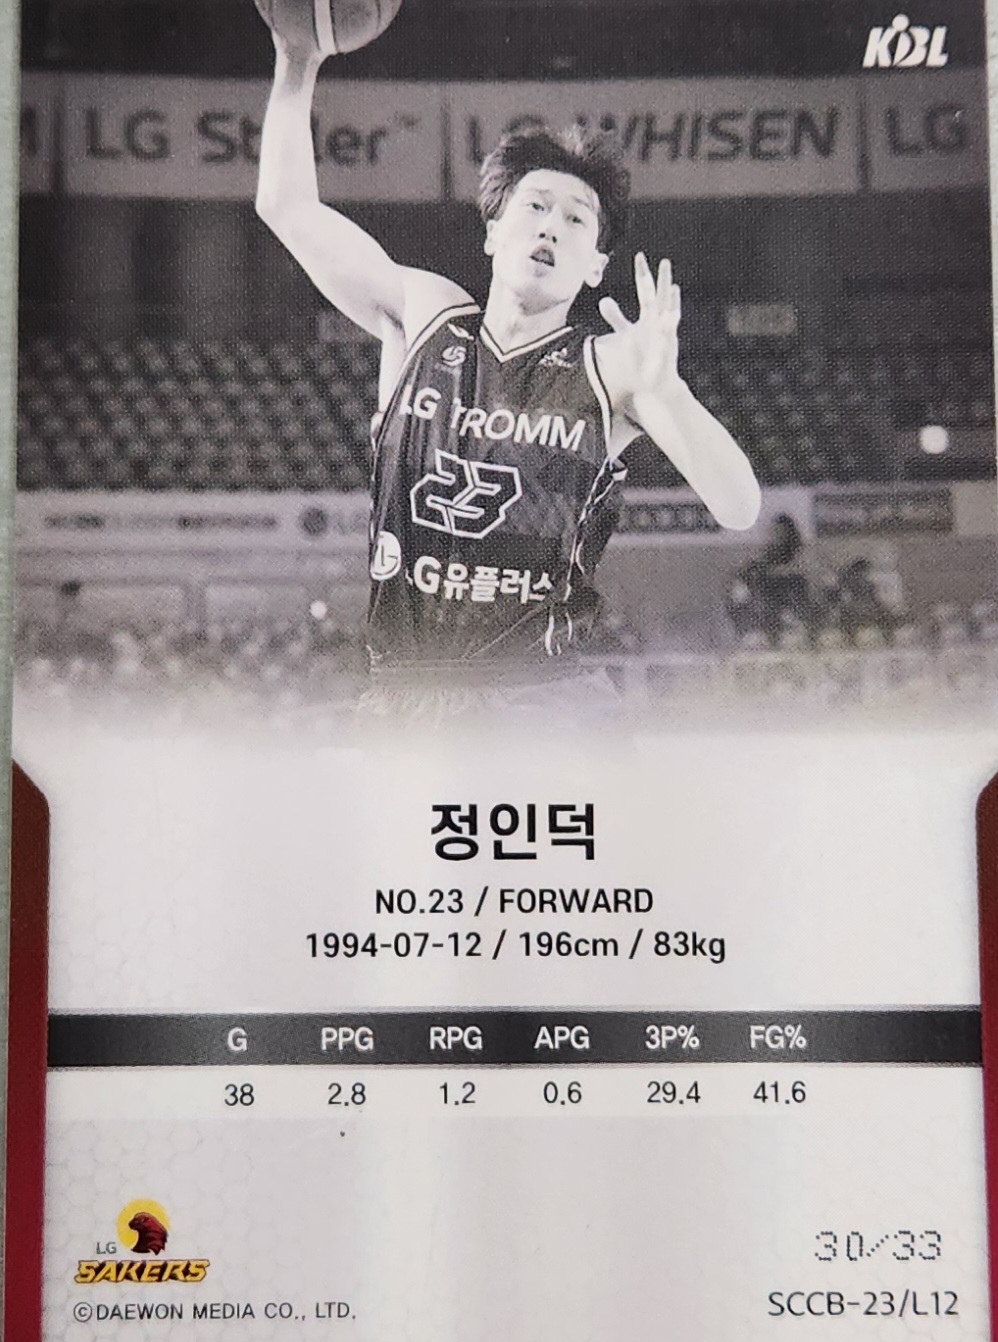 KBL
LG Styler™ LG WHISEN LG
LG TROMM
23
LG유플러스
정인덕
NO.23 / FORWARD
1994-07-12 / 196cm / 83kg
G PPG RPG APG 3P% FG%
38 2.8 1.2 0.6 29.4 41.6
LG
SAKERS
30/33
©DAEWON MEDIA CO., LTD.
SCCB-23/L12